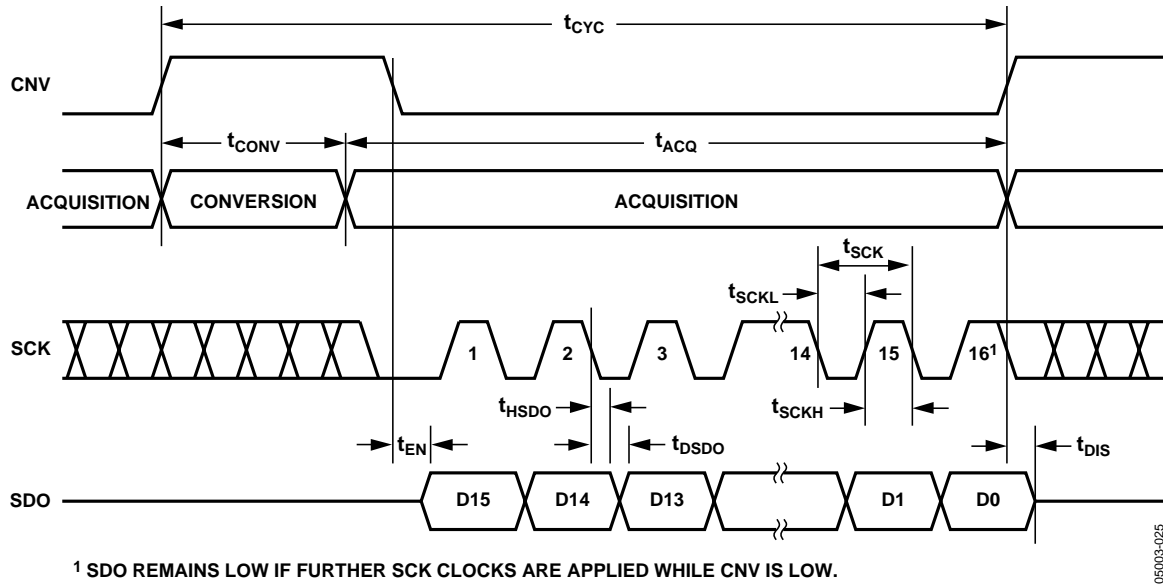 tCYC
CNV
tCONV
tACQ
ACQUISITION
CONVERSION
ACQUISITION
tSCK
tSCKL
SCK
1
2
3
14
15
16¹
tHSDO
tSCKH
tEN
tDSDO
tDIS
SDO
D15
D14
D13
D1
D0
¹ SDO REMAINS LOW IF FURTHER SCK CLOCKS ARE APPLIED WHILE CNV IS LOW.
05003-025